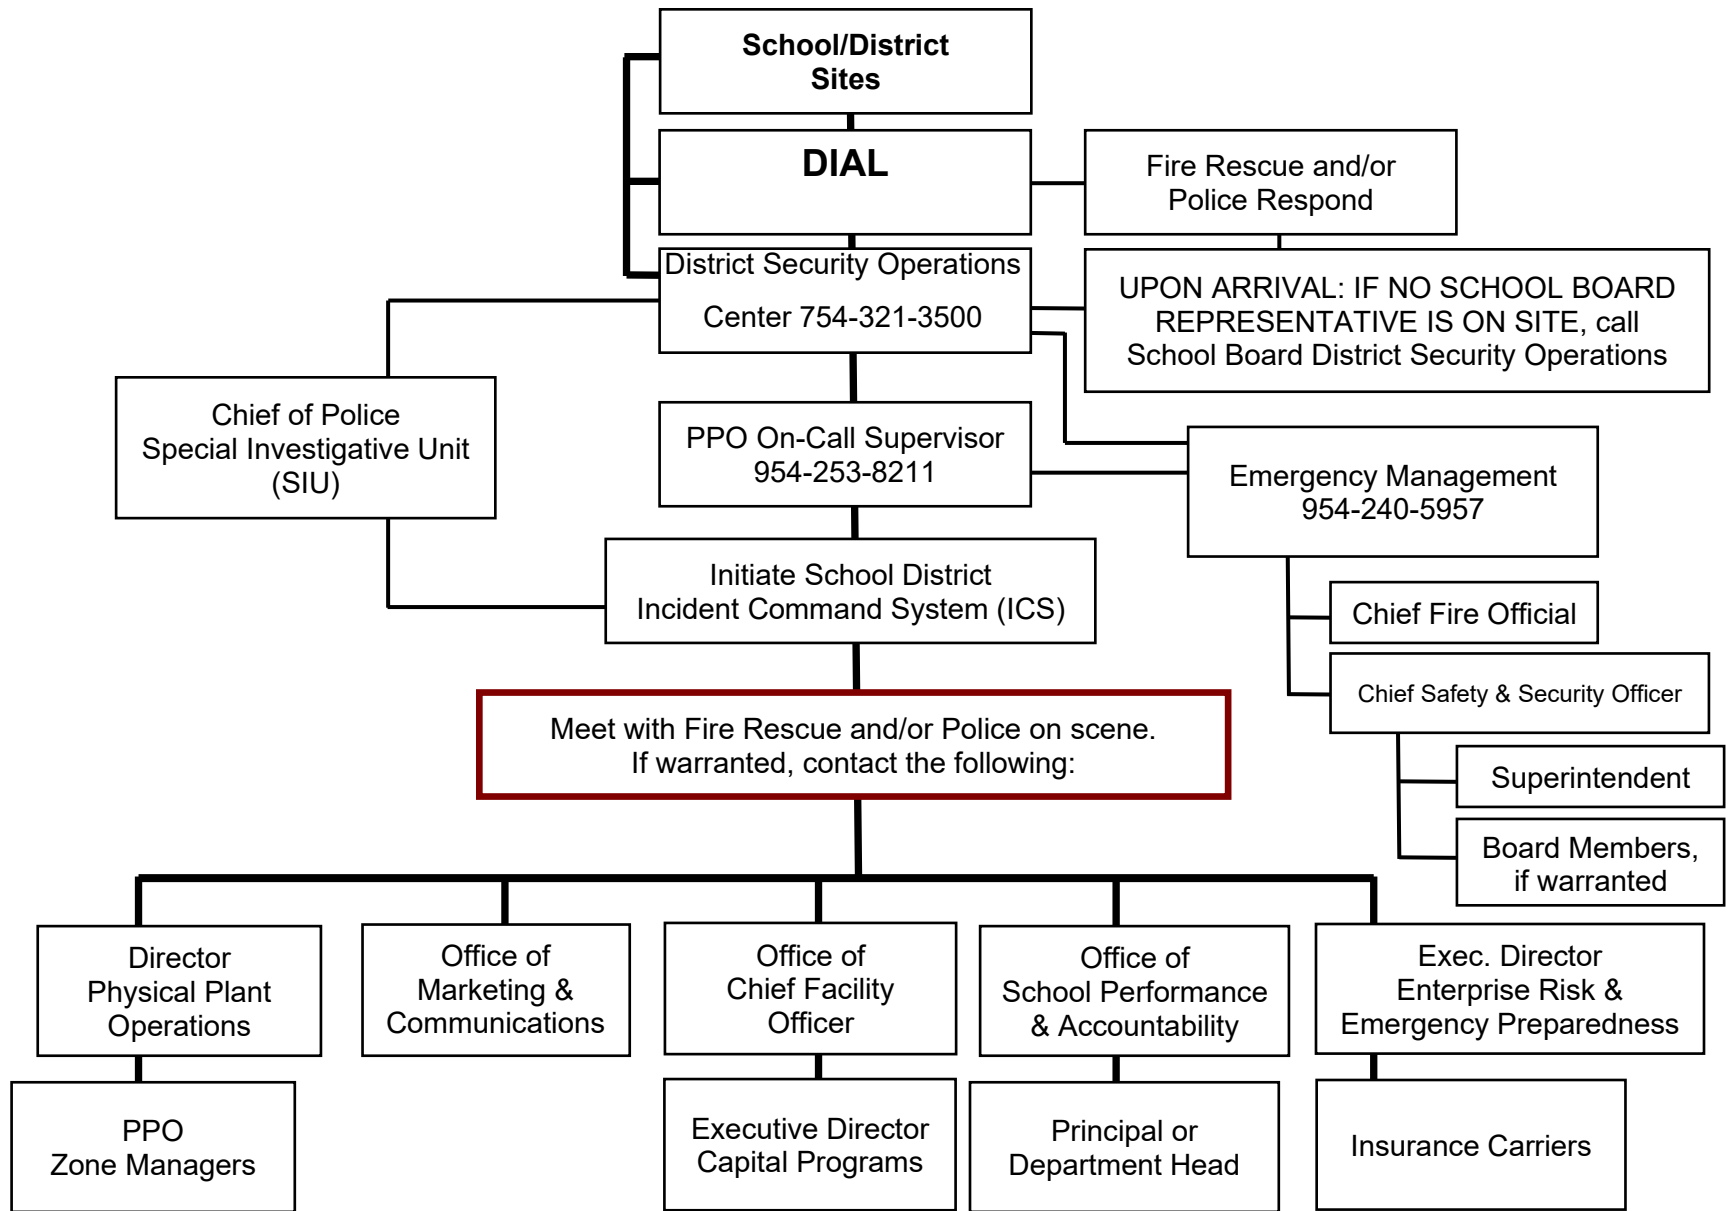 School/District
Sites
DIAL
Fire Rescue and/or
Police Respond
District Security Operations
Center 754-321-3500
UPON ARRIVAL: IF NO SCHOOL BOARD
REPRESENTATIVE IS ON SITE, call
School Board District Security Operations
Chief of Police
Special Investigative Unit
(SIU)
PPO On-Call Supervisor
954-253-8211
Emergency Management
954-240-5957
Initiate School District
Incident Command System (ICS)
Chief Fire Official
Chief Safety & Security Officer
Meet with Fire Rescue and/or Police on scene.
If warranted, contact the following:
Superintendent
Board Members,
if warranted
Director
Physical Plant
Operations
Office of
Marketing &
Communications
Office of
Chief Facility
Officer
Office of
School Performance
& Accountability
Exec. Director
Enterprise Risk &
Emergency Preparedness
PPO
Zone Managers
Executive Director
Capital Programs
Principal or
Department Head
Insurance Carriers